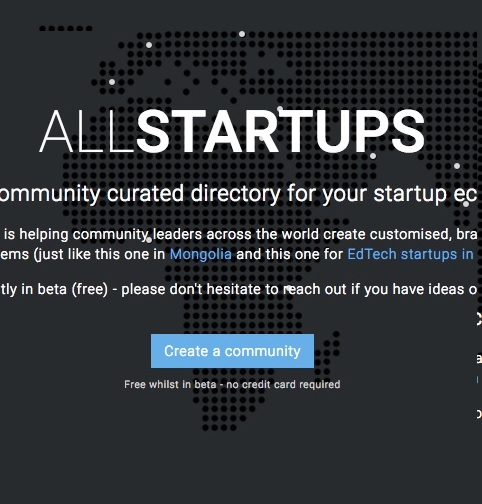 ALLSTARTUPS
ommunity curated directory for your startup ec
is helping community leaders across the world create customised, bra
ems (just like this one in Mongolia and this one for EdTech startups in
tly in beta (free) - please don't hesitate to reach out if you have ideas o
Create a community
Free whilst in beta - no credit card required